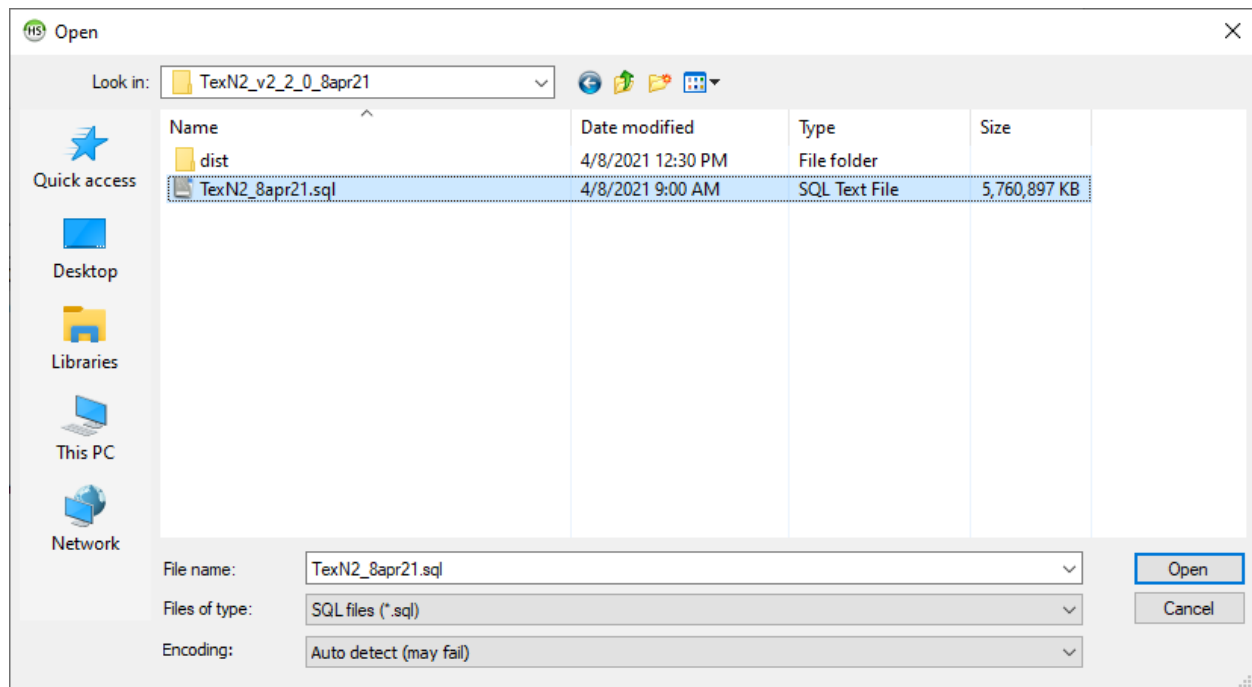 HS Open
Look in: TexN2_v2_2_0_8apr21
Name Date modified Type Size
dist 4/8/2021 12:30 PM File folder
TexN2_8apr21.sql 4/8/2021 9:00 AM SQL Text File 5,760,897 KB
Quick access
Desktop
Libraries
This PC
Network
File name: TexN2_8apr21.sql Open
Files of type: SQL files (*.sql) Cancel
Encoding: Auto detect (may fail)